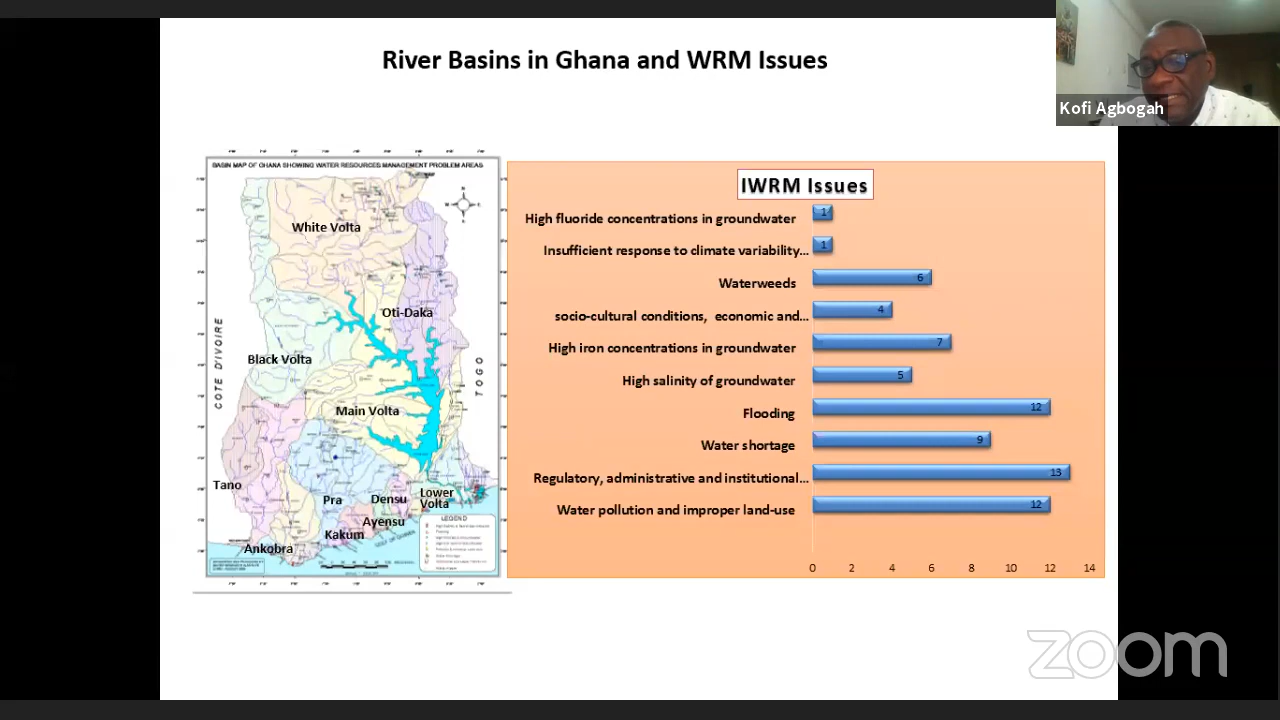 River Basins in Ghana and WRM Issues
Kofi Agbogah
BASIN MAP OF GHANA SHOWING WATER RESOURCES MANAGEMENT PROBLEM AREAS
White Volta
Oti-Daka
Black Volta
Main Volta
COTE D'IVOIRE
TOGO
Tano
Pra
Densu
Lower
Volta
Ayensu
Kakum
Ankobra
GULF OF GUINEA
LEGEND
IWRM Issues
High fluoride concentrations in groundwater 1
Insufficient response to climate variability... 1
Waterweeds 6
socio-cultural conditions, economic and... 4
High iron concentrations in groundwater 7
High salinity of groundwater 5
Flooding 12
Water shortage 9
Regulatory, administrative and institutional... 13
Water pollution and improper land-use 12
0 2 4 6 8 10 12 14
zoom